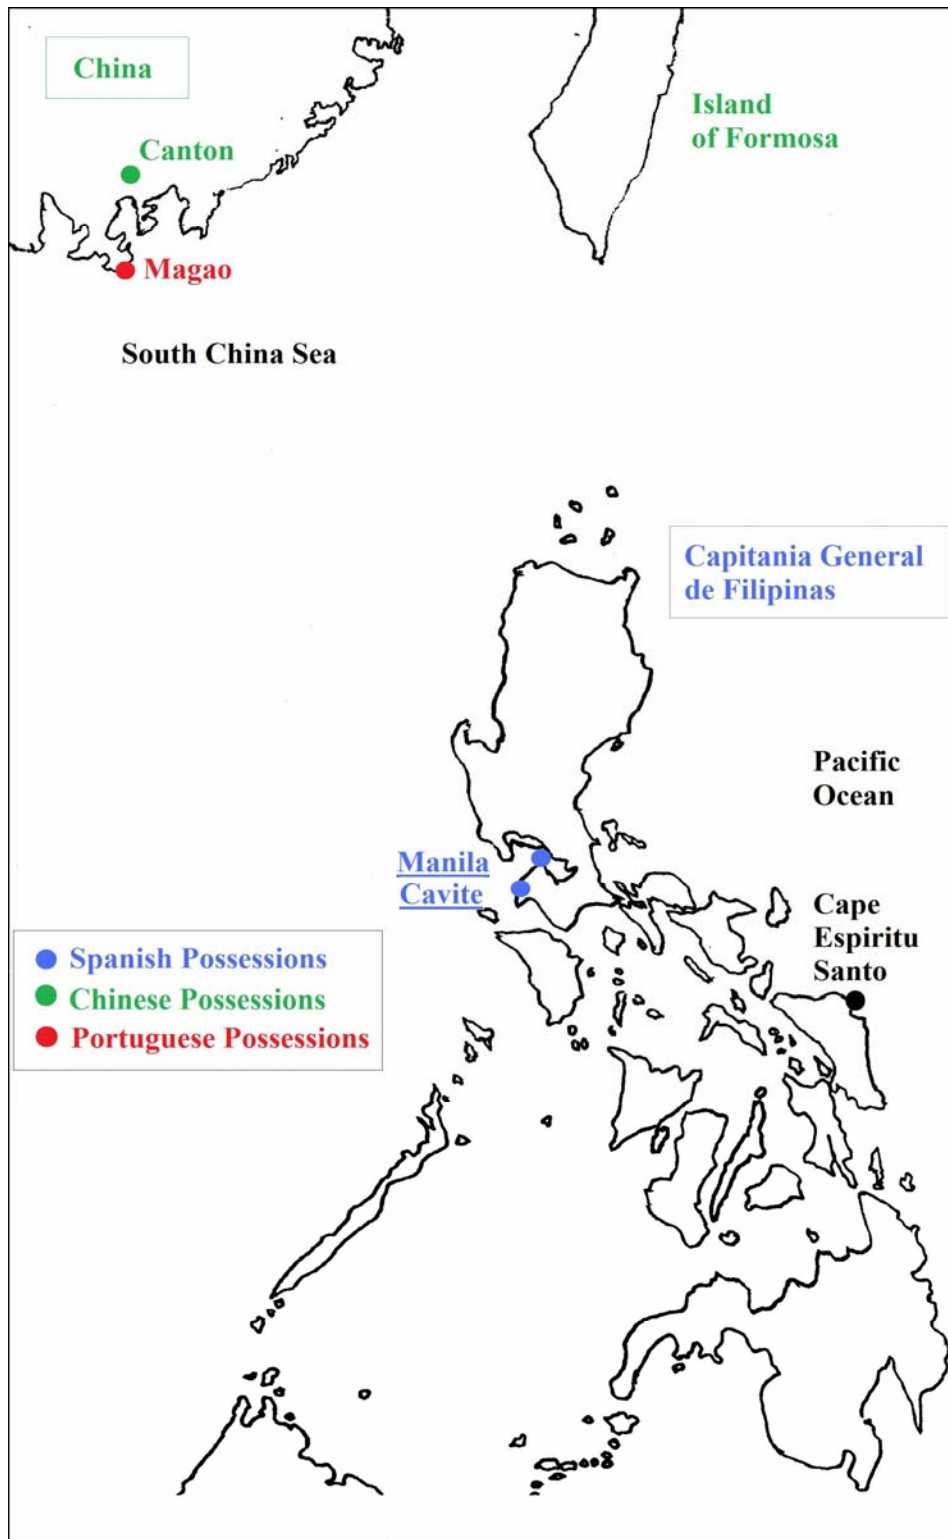 China
Canton
Magao
South China Sea
Island
of Formosa
Capitania General
de Filipinas
Pacific
Ocean
Manila
Cavite
Cape
Espiritu
Santo
Spanish Possessions
Chinese Possessions
Portuguese Possessions